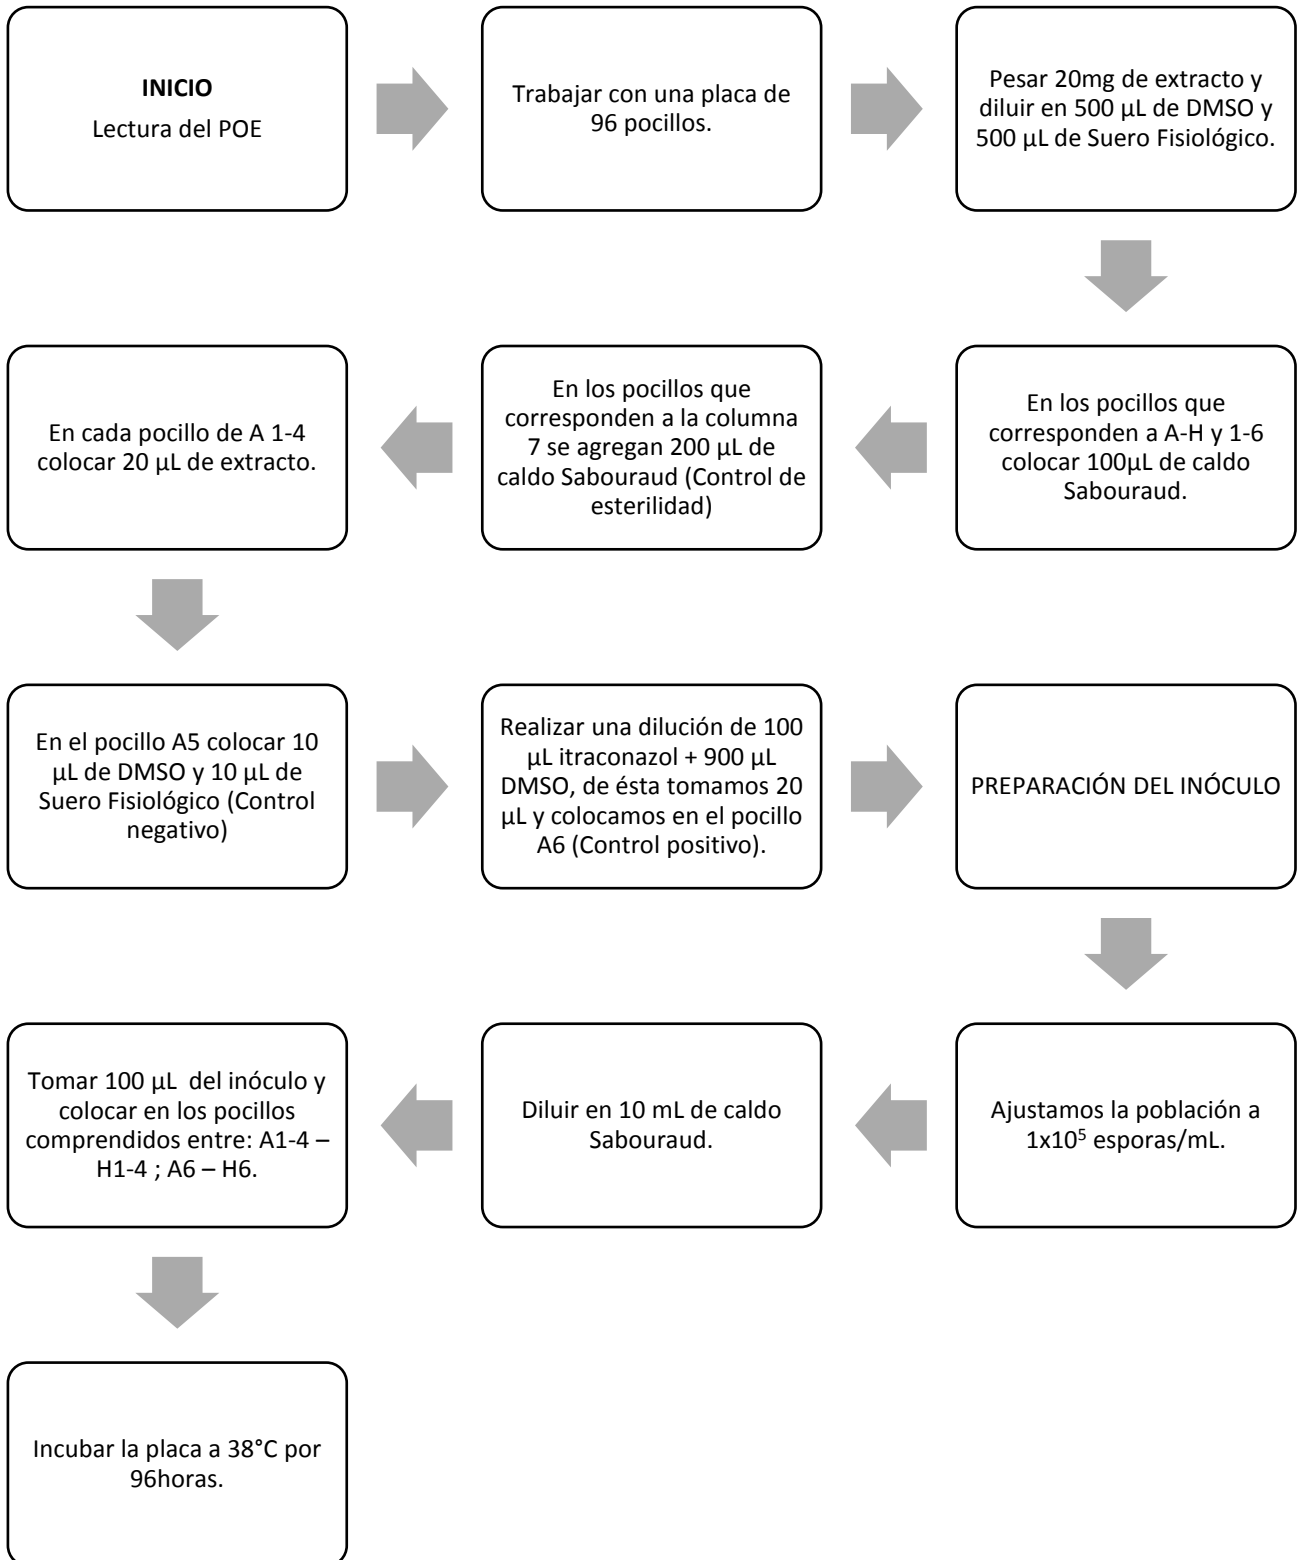 INICIO
Lectura del POE
Trabajar con una placa de
96 pocillos.
Pesar 20mg de extracto y
diluir en 500 µL de DMSO y
500 µL de Suero Fisiológico.
En los pocillos que
corresponden a A-H y 1-6
colocar 100µL de caldo
Sabouraud.
En los pocillos que
corresponden a la columna
7 se agregan 200 µL de
caldo Sabouraud (Control de
esterilidad)
En cada pocillo de A 1-4
colocar 20 µL de extracto.
En el pocillo A5 colocar 10
µL de DMSO y 10 µL de
Suero Fisiológico (Control
negativo)
Realizar una dilución de 100
µL itraconazol + 900 µL
DMSO, de ésta tomamos 20
µL y colocamos en el pocillo
A6 (Control positivo).
PREPARACIÓN DEL INÓCULO
Ajustamos la población a
1x10⁵ esporas/mL.
Diluir en 10 mL de caldo
Sabouraud.
Tomar 100 µL del inóculo y
colocar en los pocillos
comprendidos entre: A1-4 –
H1-4 ; A6 – H6.
Incubar la placa a 38°C por
96horas.